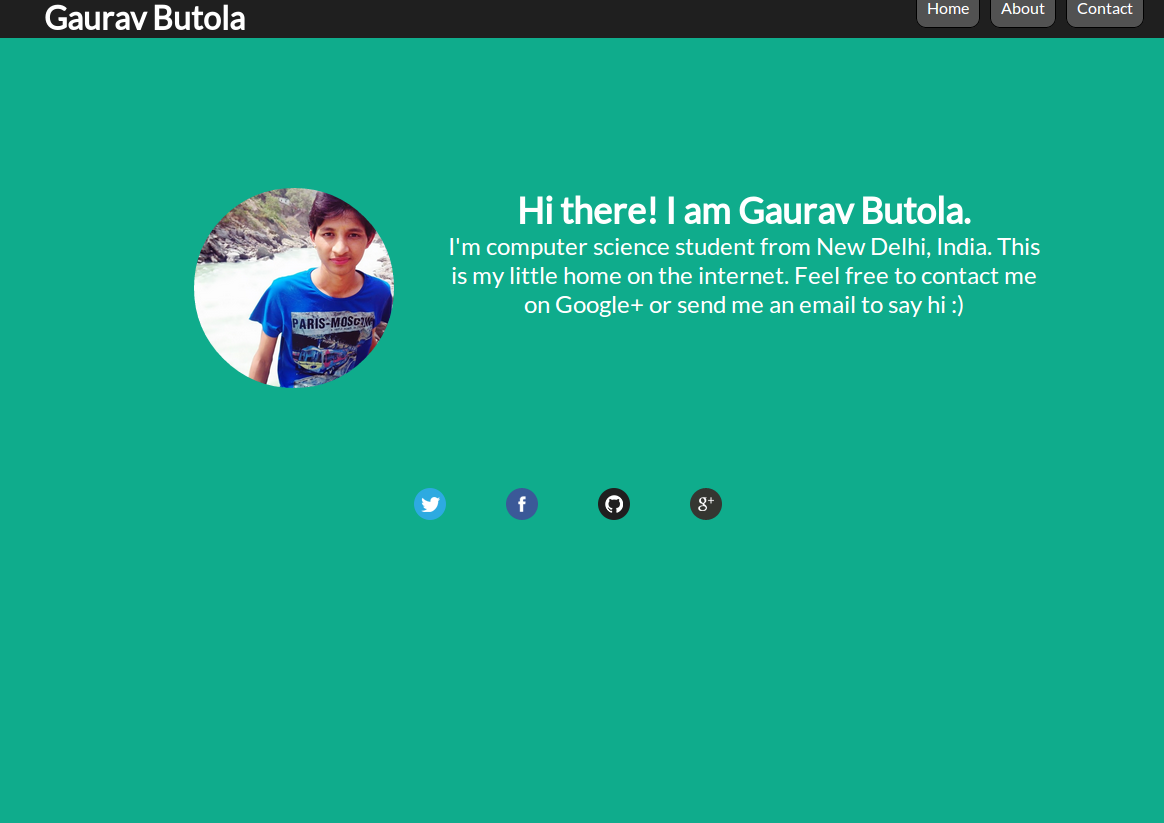 Gaurav Butola
Home
About
Contact
Hi there! I am Gaurav Butola.
I'm computer science student from New Delhi, India. This
is my little home on the internet. Feel free to contact me
on Google+ or send me an email to say hi :)
PARIS-MOSCOW
f
g+